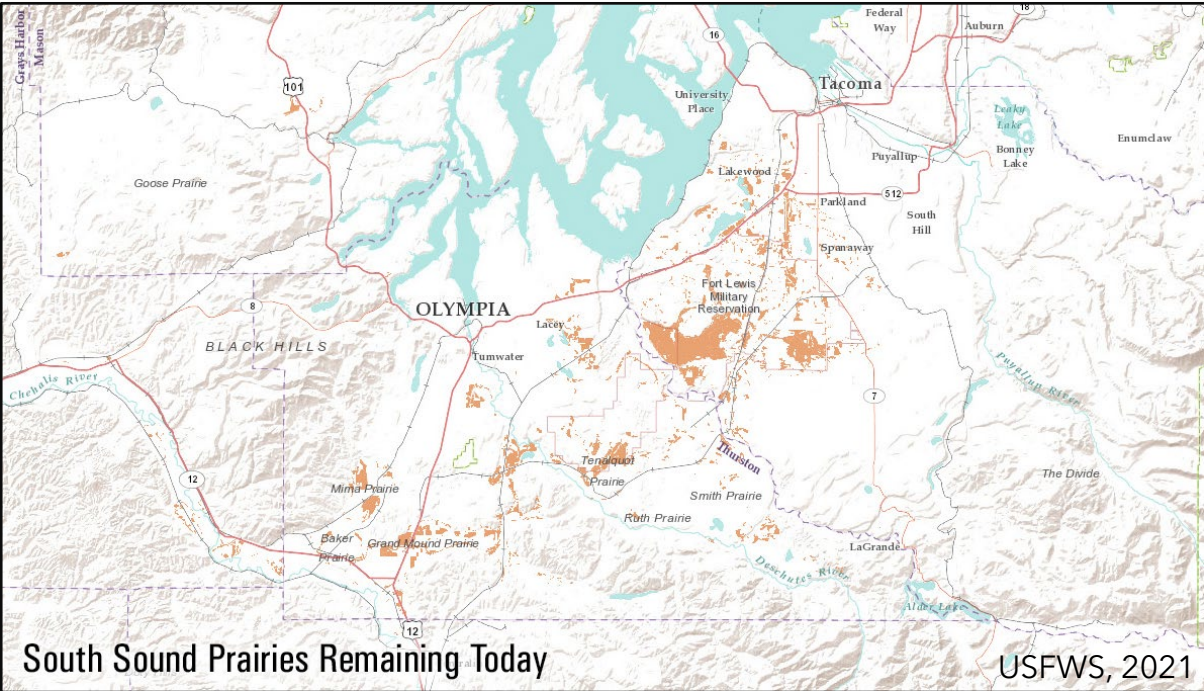 18
Federal
Way
Auburn
Grays Harbor
Mason
16
101
Tacoma
University
Place
Leaky
Lake
Bonney
Lake
Enumclaw
Puyallup
Lakewood
Goose Prairie
512
Parkland
South
Hill
Spanaway
Fort Lewis
Military
Reservation
8
OLYMPIA
Lacey
BLACK HILLS
Tumwater
Chehalis River
Puyallup River
7
Thurston
Tenalquot
Prairie
The Divide
12
Mima Prairie
Smith Prairie
Ruth Prairie
Baker
Prairie
Grand Mound Prairie
LaGrande
Deschutes River
Alder Lake
12
South Sound Prairies Remaining Today
USFWS, 2021